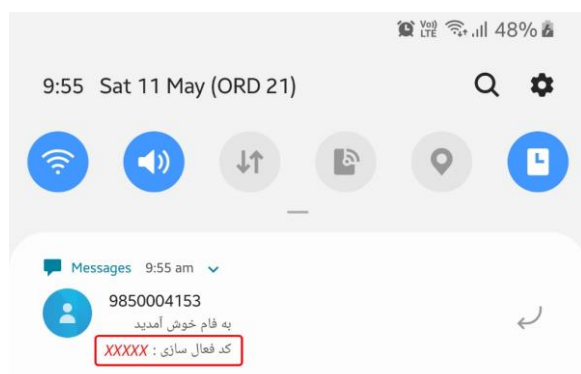 Vo)) LTE 48%
9:55 Sat 11 May (ORD 21)
Messages 9:55 am
9850004153
به فام خوش آمدید
کد فعال سازی : XXXXX